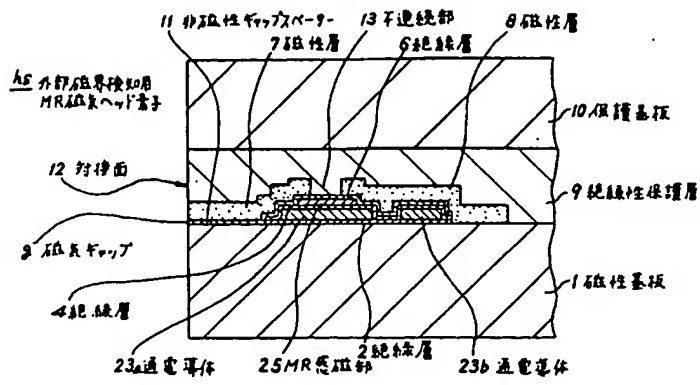 11 非磁性ギャップスペーサー
13 不連続部
8 磁性層
7 磁性層
6 絶縁層
hs 外部磁界検知用
MR磁気ヘッド素子
10 保護基板
12 対接面
9 絶縁性保護層
g 磁気ギャップ
1 磁性基板
4 絶縁層
2 絶縁層
23a 通電導体
25 MR感磁部
23b 通電導体